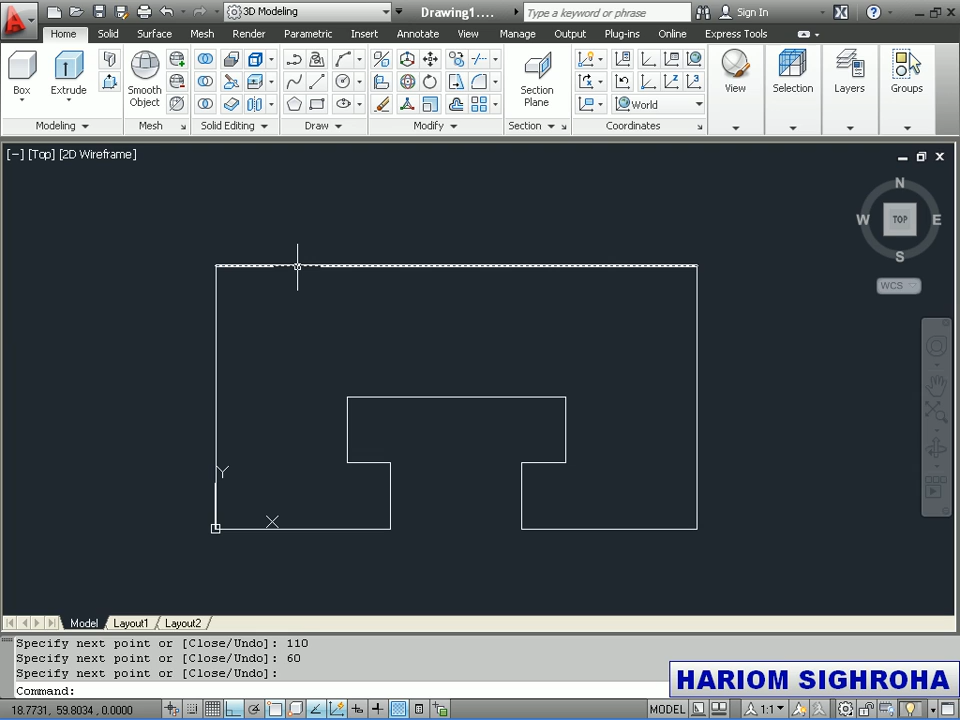 3D Modeling
Drawing1....
Type a keyword or phrase
Sign In
Home Solid Surface Mesh Render Parametric Insert Annotate View Manage Output Plug-ins Online Express Tools
Box
Extrude
Smooth
Object
Section
Plane
World
View
Selection
Layers
Groups
Modeling
Mesh
Solid Editing
Draw
Modify
Section
Coordinates
[−] [Top] [2D Wireframe]
N
W
TOP
E
S
WCS
Y
X
Model Layout1 Layout2
Specify next point or [Close/Undo]: 110
Specify next point or [Close/Undo]: 60
Specify next point or [Close/Undo]:
Command:
HARIOM SIGHROHA
18.7731, 59.8034, 0.0000
MODEL
1:1